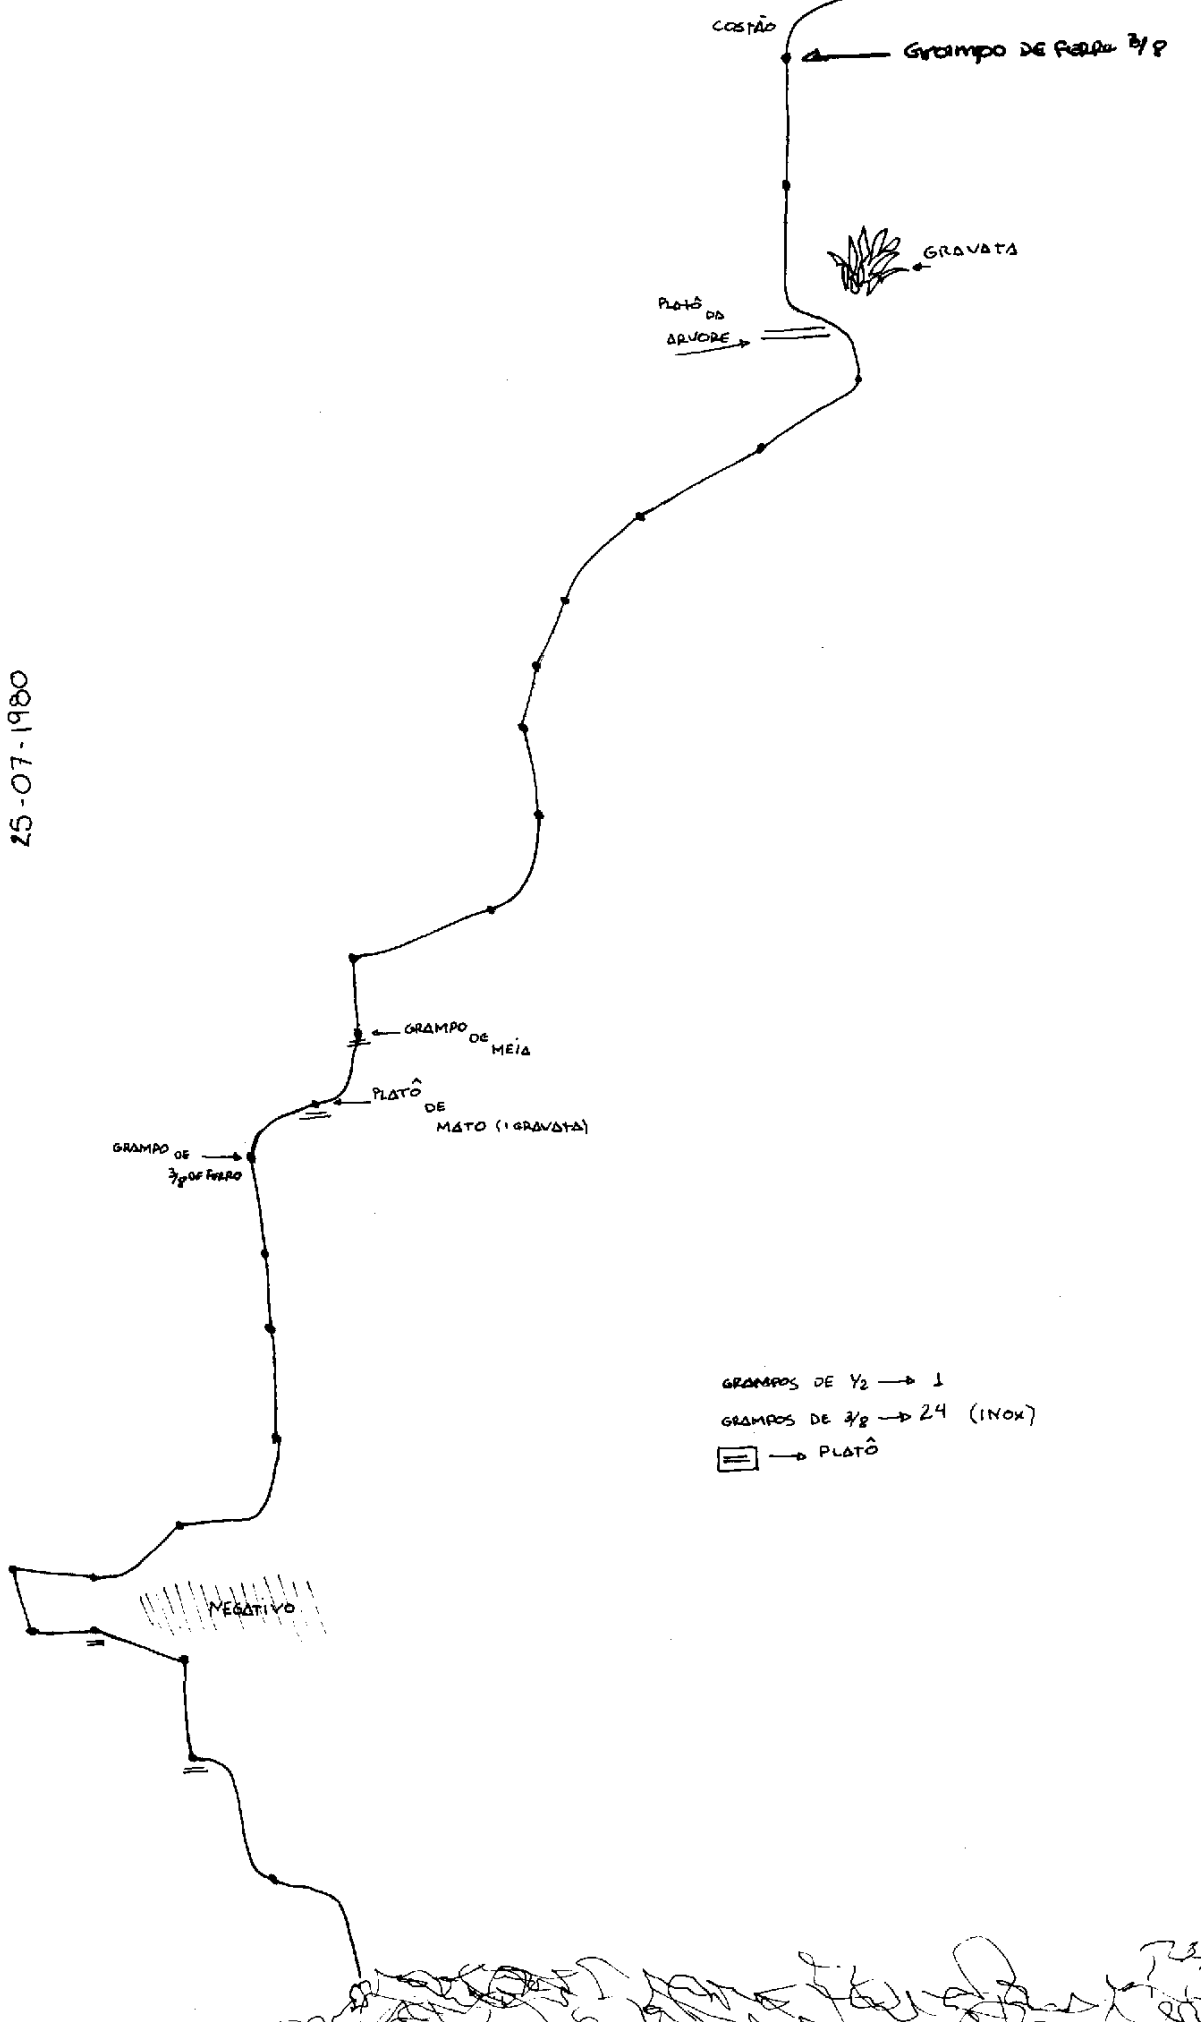 COSTÃO
Grampo DE FERRO 3/8
GRAVATA
PLATÔ
DA
ARVORE
25-07-1980
GRAMPO
DE
MEIA
PLATÔ
DE
MATO (1 GRAVATA)
GRAMPO DE
3/8 DE FERRO
GRAMPOS DE 1/2 → 1
GRAMPOS DE 3/8 → 24 (INOX)
→ PLATÔ
NEGATIVO